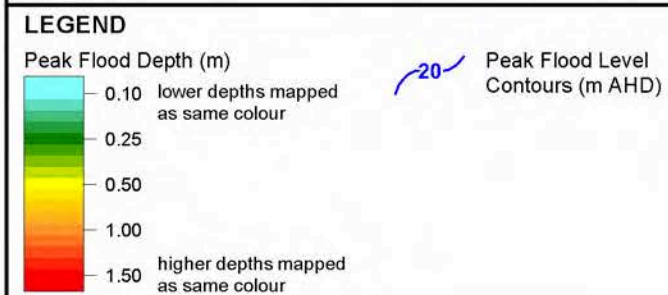 LEGEND
Peak Flood Depth (m)
0.10 lower depths mapped
as same colour
0.25
0.50
1.00
1.50
higher depths mapped
as same colour
20
Peak Flood Level
Contours (m AHD)